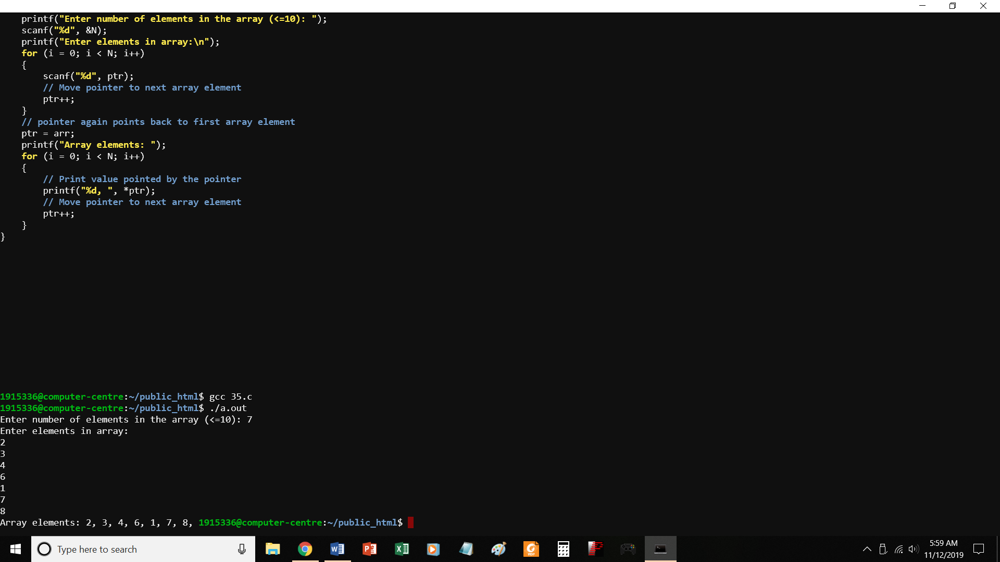 printf("Enter number of elements in the array (<=10): ");
    scanf("%d", &N);
    printf("Enter elements in array:\n");
    for (i = 0; i < N; i++)
    {
        scanf("%d", ptr);
        // Move pointer to next array element
        ptr++;
    }
    // pointer again points back to first array element
    ptr = arr;
    printf("Array elements: ");
    for (i = 0; i < N; i++)
    {
        // Print value pointed by the pointer
        printf("%d, ", *ptr);
        // Move pointer to next array element
        ptr++;
    }
}
1915336@computer-centre:~/public_html$ gcc 35.c
1915336@computer-centre:~/public_html$ ./a.out
Enter number of elements in the array (<=10): 7
Enter elements in array:
2
3
4
6
1
7
8
Array elements: 2, 3, 4, 6, 1, 7, 8, 1915336@computer-centre:~/public_html$
Type here to search
5:59 AM
11/12/2019